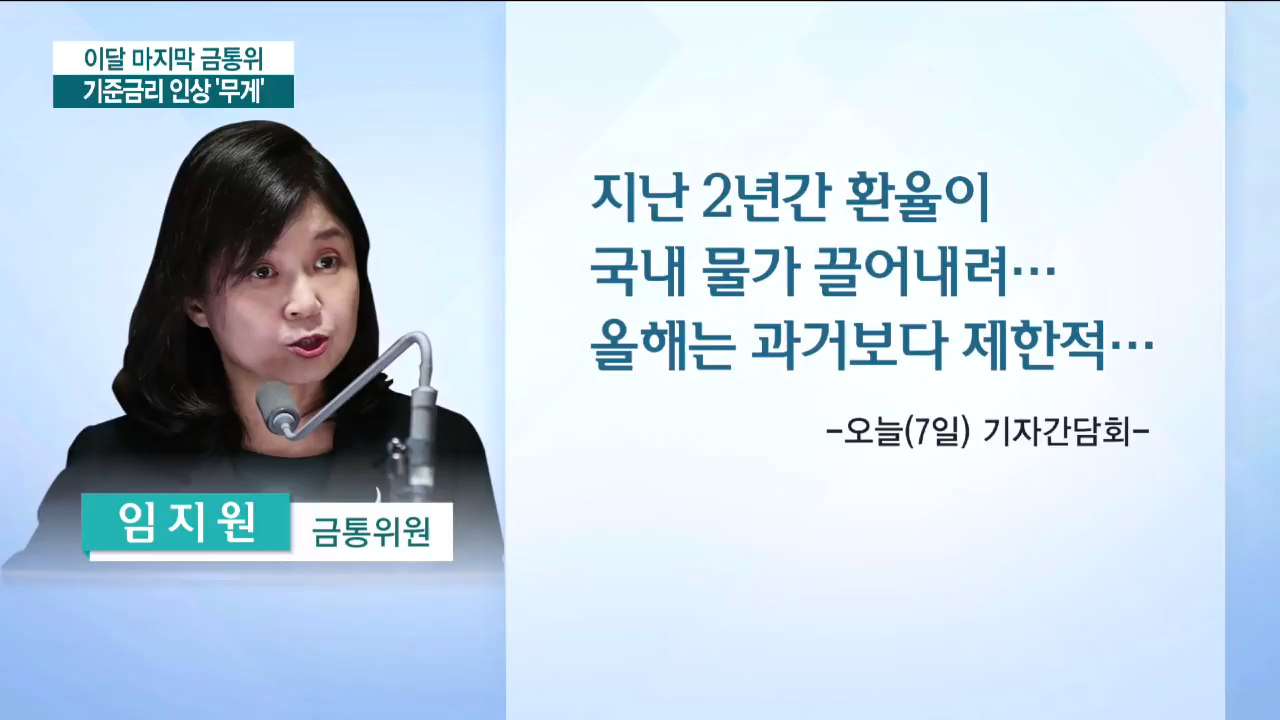 이달 마지막 금통위
기준금리 인상 '무게'
지난 2년간 환율이
국내 물가 끌어내려…
올해는 과거보다 제한적…
-오늘(7일) 기자간담회-
임지원
금통위원